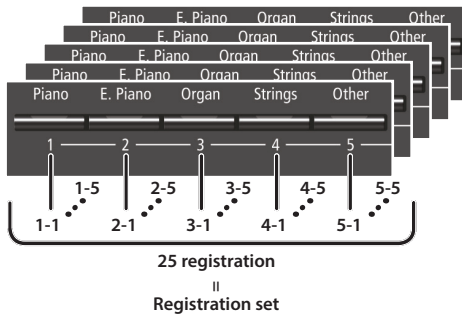 Piano E. Piano Organ Strings Other
Piano E. Piano Organ Strings Other
Piano E. Piano Organ Strings Other
Piano E. Piano Organ Strings Other
Piano E. Piano Organ Strings Other
1 2 3 4 5
1-5 2-5 3-5 4-5 5-5
1-1 2-1 3-1 4-1 5-1
25 registration
=
Registration set